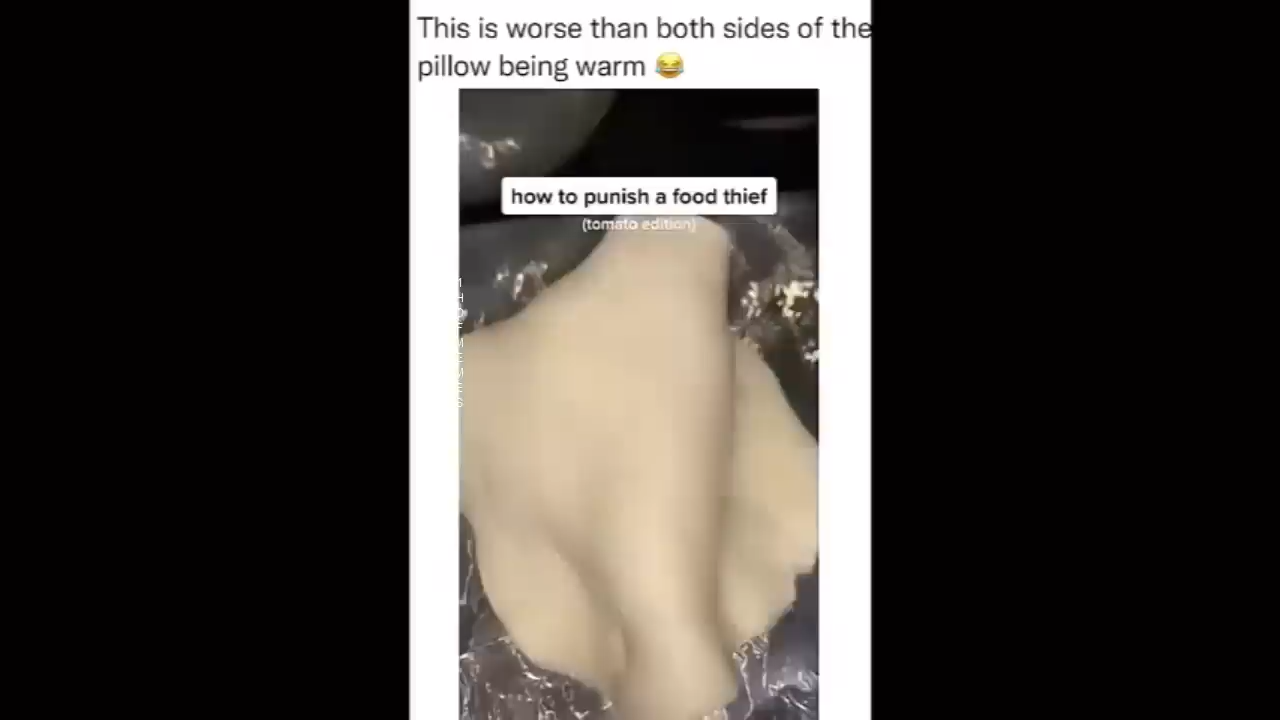 This is worse than both sides of the
pillow being warm 😂
how to punish a food thief
(tomato edition)